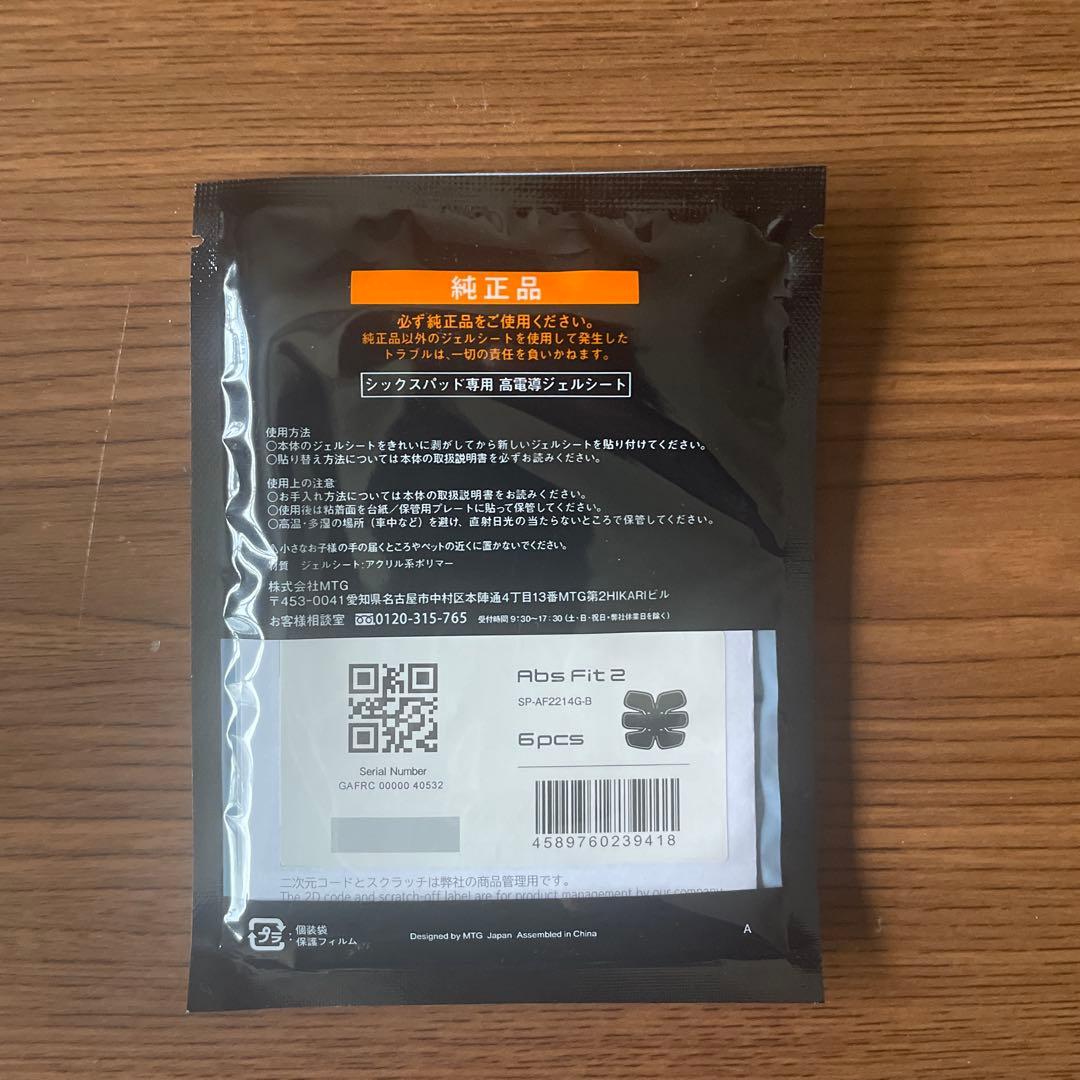 純正品
必ず純正品をご使用ください。
純正品以外のジェルシートを使用して発生した
トラブルは、一切の責任を負いかねます。
シックスパッド専用 高電導ジェルシート
使用方法
○本体のジェルシートをきれいに剥がしてから新しいジェルシートを貼り付けてください。
○貼り替え方法については本体の取扱説明書を必ずお読みください。
使用上の注意
○お手入れ方法については本体の取扱説明書をお読みください。
○使用後は粘着面を台紙/保管用プレートに貼って保管してください。
○高温・多湿の場所（車中など）を避け、直射日光の当たらないところで保管してください。
⚠小さなお子様の手の届くところやペットの近くに置かないでください。
材質 ジェルシート:アクリル系ポリマー
株式会社MTG
〒453-0041愛知県名古屋市中村区本陣通4丁目13番MTG第2HIKARIビル
お客様相談室 0120-315-765 受付時間 9:30〜17:30 (土・日・祝日・弊社休業日を除く)
Abs Fit 2
SP-AF2214G-B
6pcs
Serial Number
GAFRC 00000 40532
4589760239418
二次元コードとスクラッチは弊社の商品管理用です。
The 2D code and scratch-off label are for product management by our company
プラ : 個装袋
保護フィルム
Designed by MTG Japan Assembled in China
A